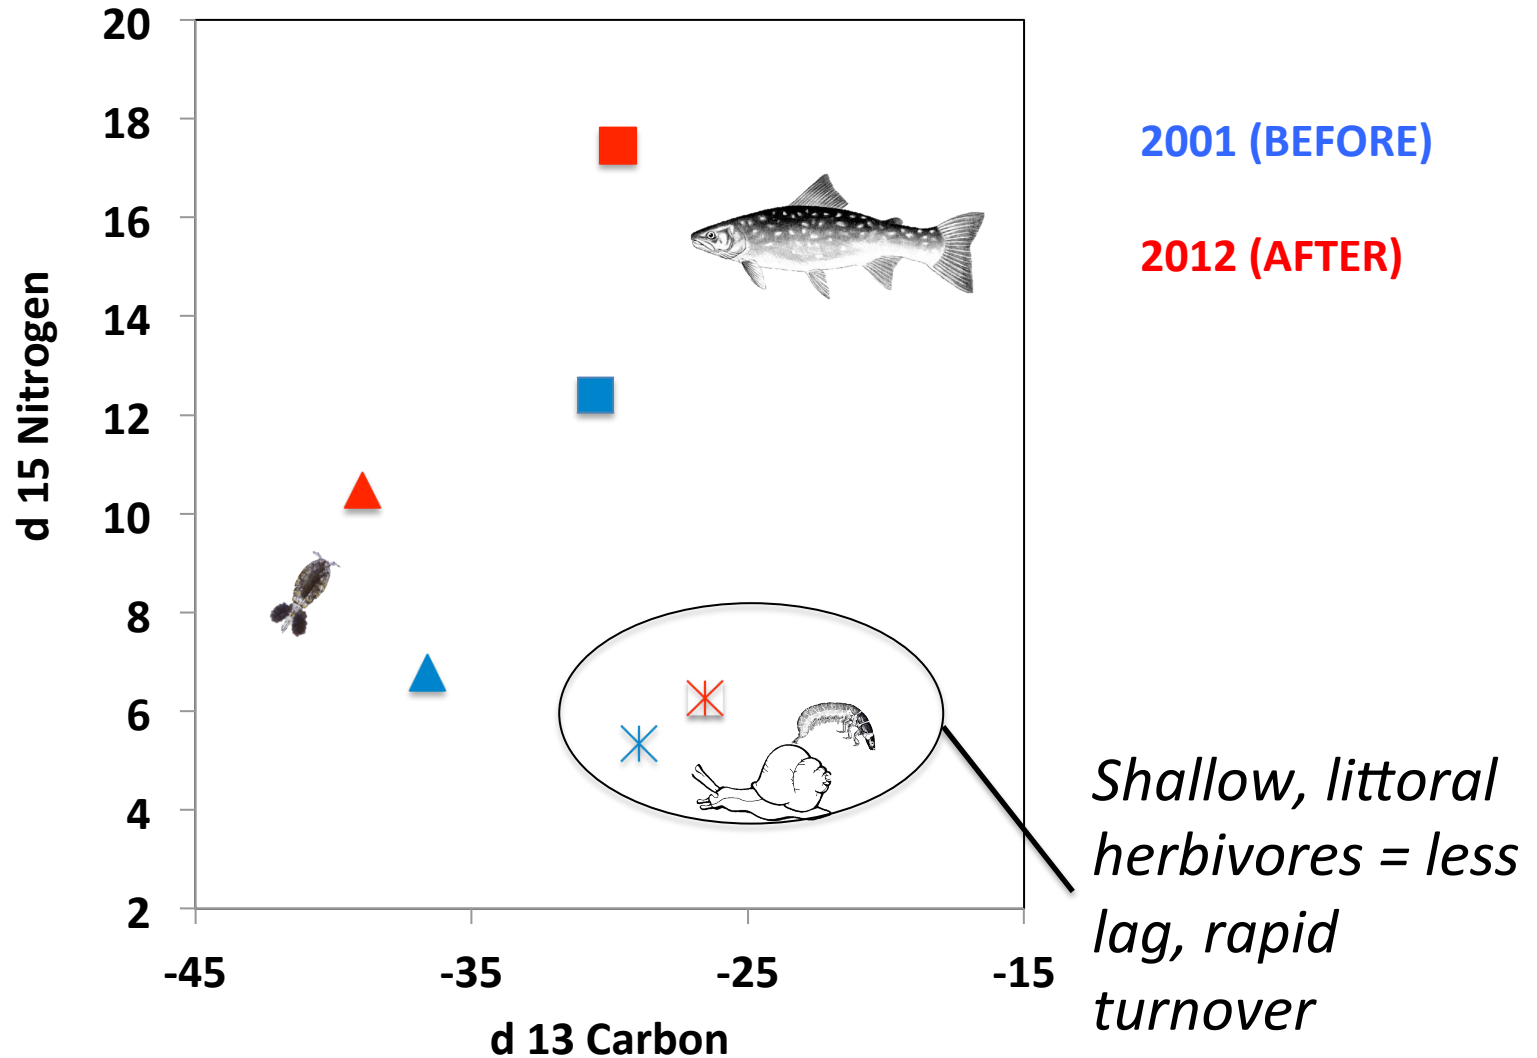 20
18
16
14
12
10
8
6
4
2
d 15 Nitrogen
-45
-35
-25
-15
d 13 Carbon
2001 (BEFORE)
2012 (AFTER)
Shallow, littoral
herbivores = less
lag, rapid
turnover